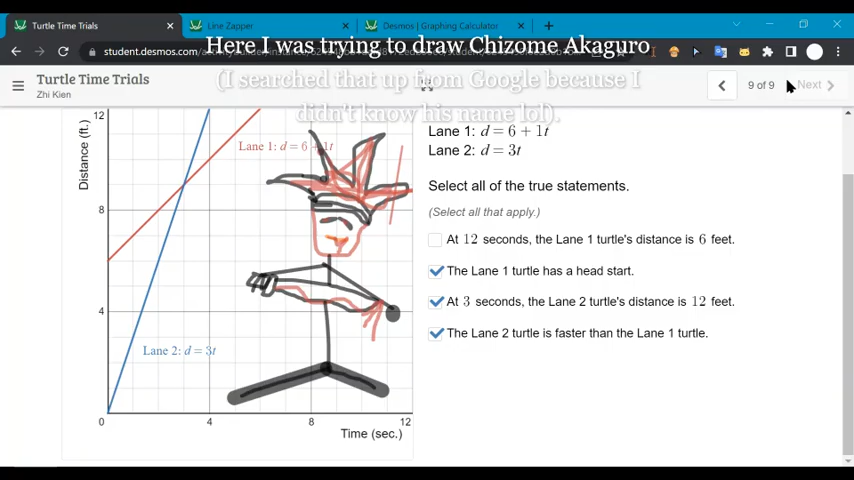 Turtle Time Trials
Line Zapper
Desmos | Graphing Calculator
Here I was trying to draw Chizome Akaguro
(I searched that up from Google because I
didn't know his name lol).
Turtle Time Trials
Zhi Kien
9 of 9
Next
Distance (ft.)
12
8
4
0
4
8
12
Time (sec.)
Lane 1: d = 6 + 1t
Lane 2: d = 3t
Lane 1: d = 6 + 1t
Lane 2: d = 3t
Select all of the true statements.
(Select all that apply.)
At 12 seconds, the Lane 1 turtle's distance is 6 feet.
The Lane 1 turtle has a head start.
At 3 seconds, the Lane 2 turtle's distance is 12 feet.
The Lane 2 turtle is faster than the Lane 1 turtle.